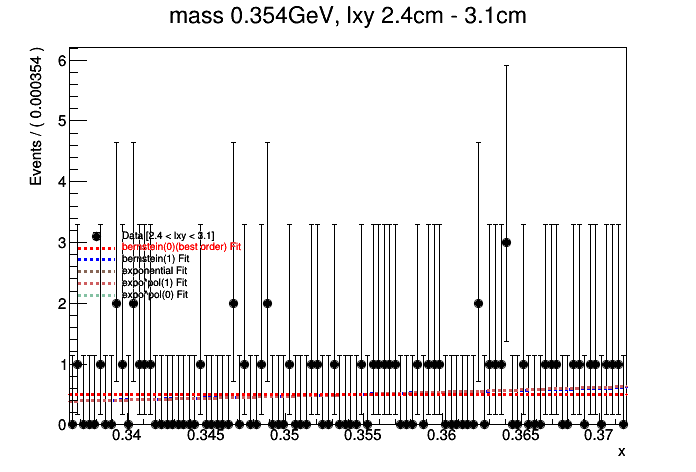 mass 0.354GeV, lxy 2.4cm - 3.1cm
Events / ( 0.000354 )
6
5
4
3
2
1
0
Data [2.4 < lxy < 3.1]
bernstein(0)(best order) Fit
bernstein(1) Fit
exponential Fit
expo*pol(1) Fit
expo*pol(0) Fit
0.34 0.345 0.35 0.355 0.36 0.365 0.37
x